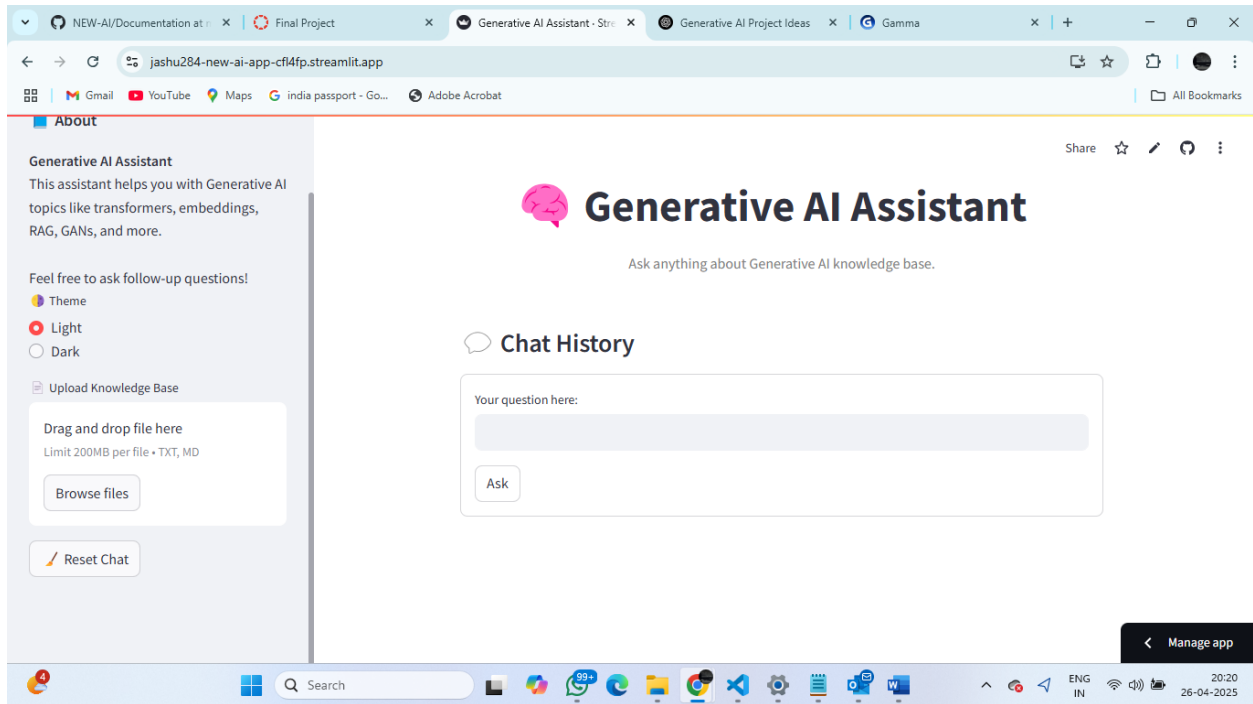 NEW-AI/Documentation at n
Final Project
Generative AI Assistant · Stre
Generative AI Project Ideas
Gamma
jashu284-new-ai-app-cfl4fp.streamlit.app
Gmail
YouTube
Maps
india passport - Go...
Adobe Acrobat
All Bookmarks
About
Generative AI Assistant
This assistant helps you with Generative AI
topics like transformers, embeddings,
RAG, GANs, and more.
Feel free to ask follow-up questions!
Theme
Light
Dark
Upload Knowledge Base
Drag and drop file here
Limit 200MB per file • TXT, MD
Browse files
Reset Chat
Share
Generative AI Assistant
Ask anything about Generative AI knowledge base.
Chat History
Your question here:
Ask
Manage app
4
Search
99+
ENG
IN
20:20
26-04-2025